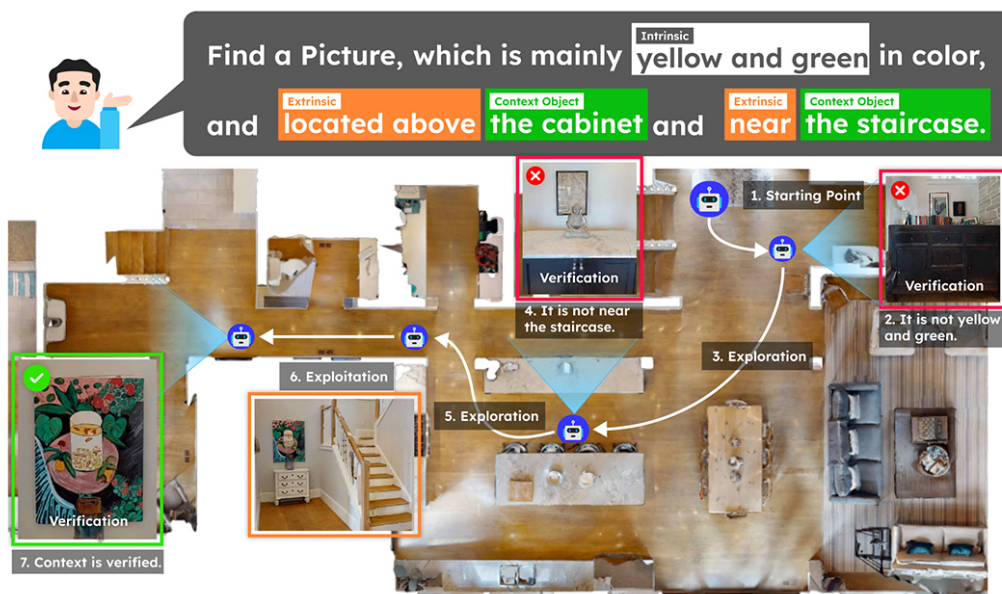 Intrinsic
Find a Picture, which is mainly yellow and green in color,
Extrinsic Context Object Extrinsic Context Object
and located above the cabinet and near the staircase.
1. Starting Point
Verification
2. It is not yellow
and green.
3. Exploration
Verification
4. It is not near
the staircase.
5. Exploration
6. Exploitation
Verification
7. Context is verified.